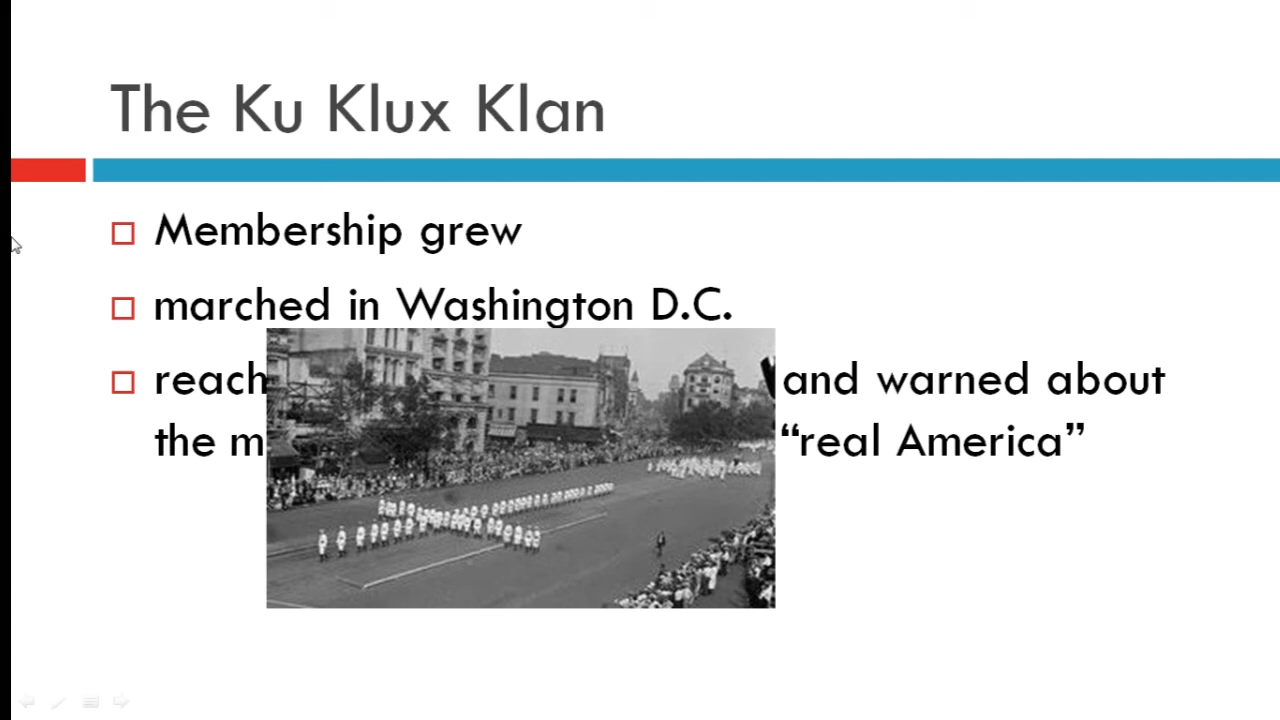 The Ku Klux Klan
Membership grew
marched in Washington D.C.
reach and warned about
the m “real America”